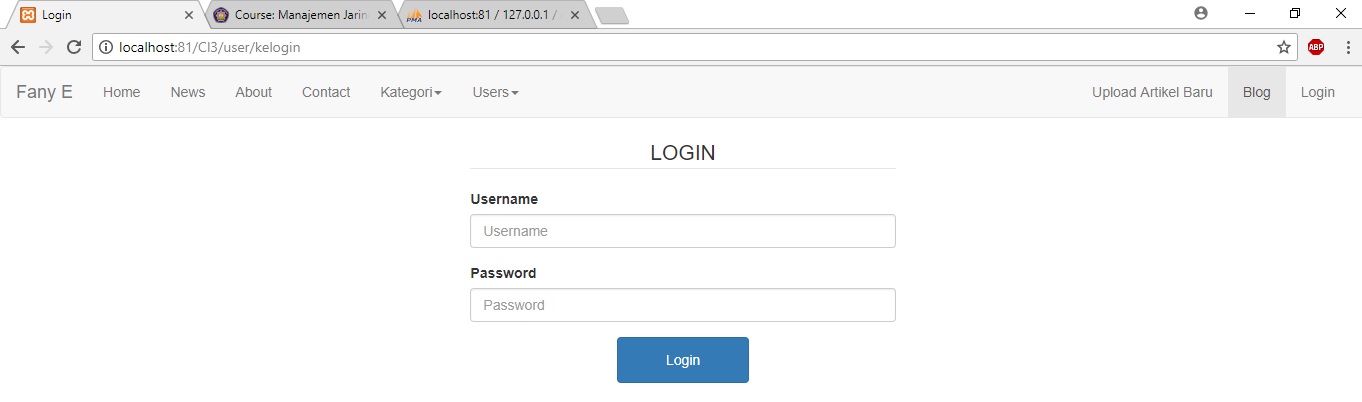 Login
Course: Manajemen Jarin
localhost:81 / 127.0.0.1 /
localhost:81/CI3/user/kelogin
ABP
Fany E Home News About Contact Kategori Users Upload Artikel Baru Blog Login
LOGIN
Username
Username
Password
Password
Login